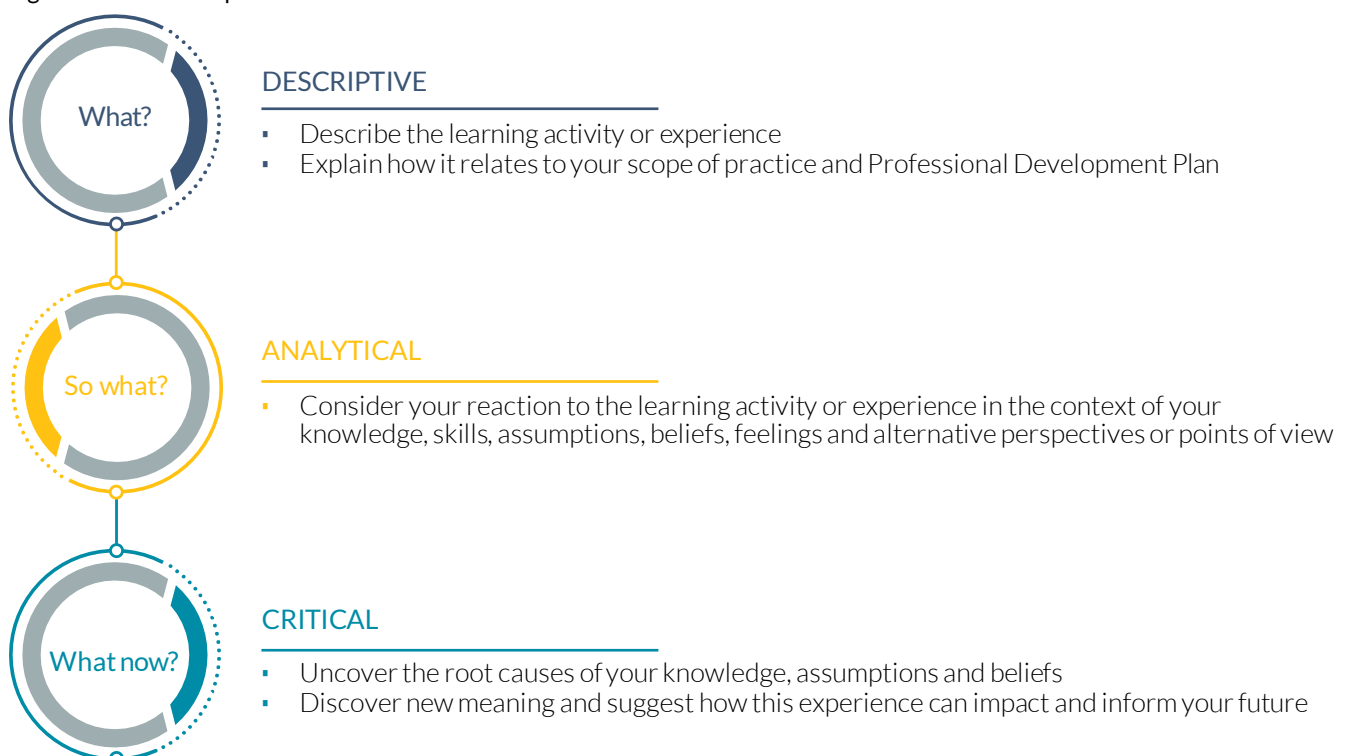 What?
DESCRIPTIVE
▪ Describe the learning activity or experience
▪ Explain how it relates to your scope of practice and Professional Development Plan
So what?
ANALYTICAL
▪ Consider your reaction to the learning activity or experience in the context of your
knowledge, skills, assumptions, beliefs, feelings and alternative perspectives or points of view
What now?
CRITICAL
▪ Uncover the root causes of your knowledge, assumptions and beliefs
▪ Discover new meaning and suggest how this experience can impact and inform your future